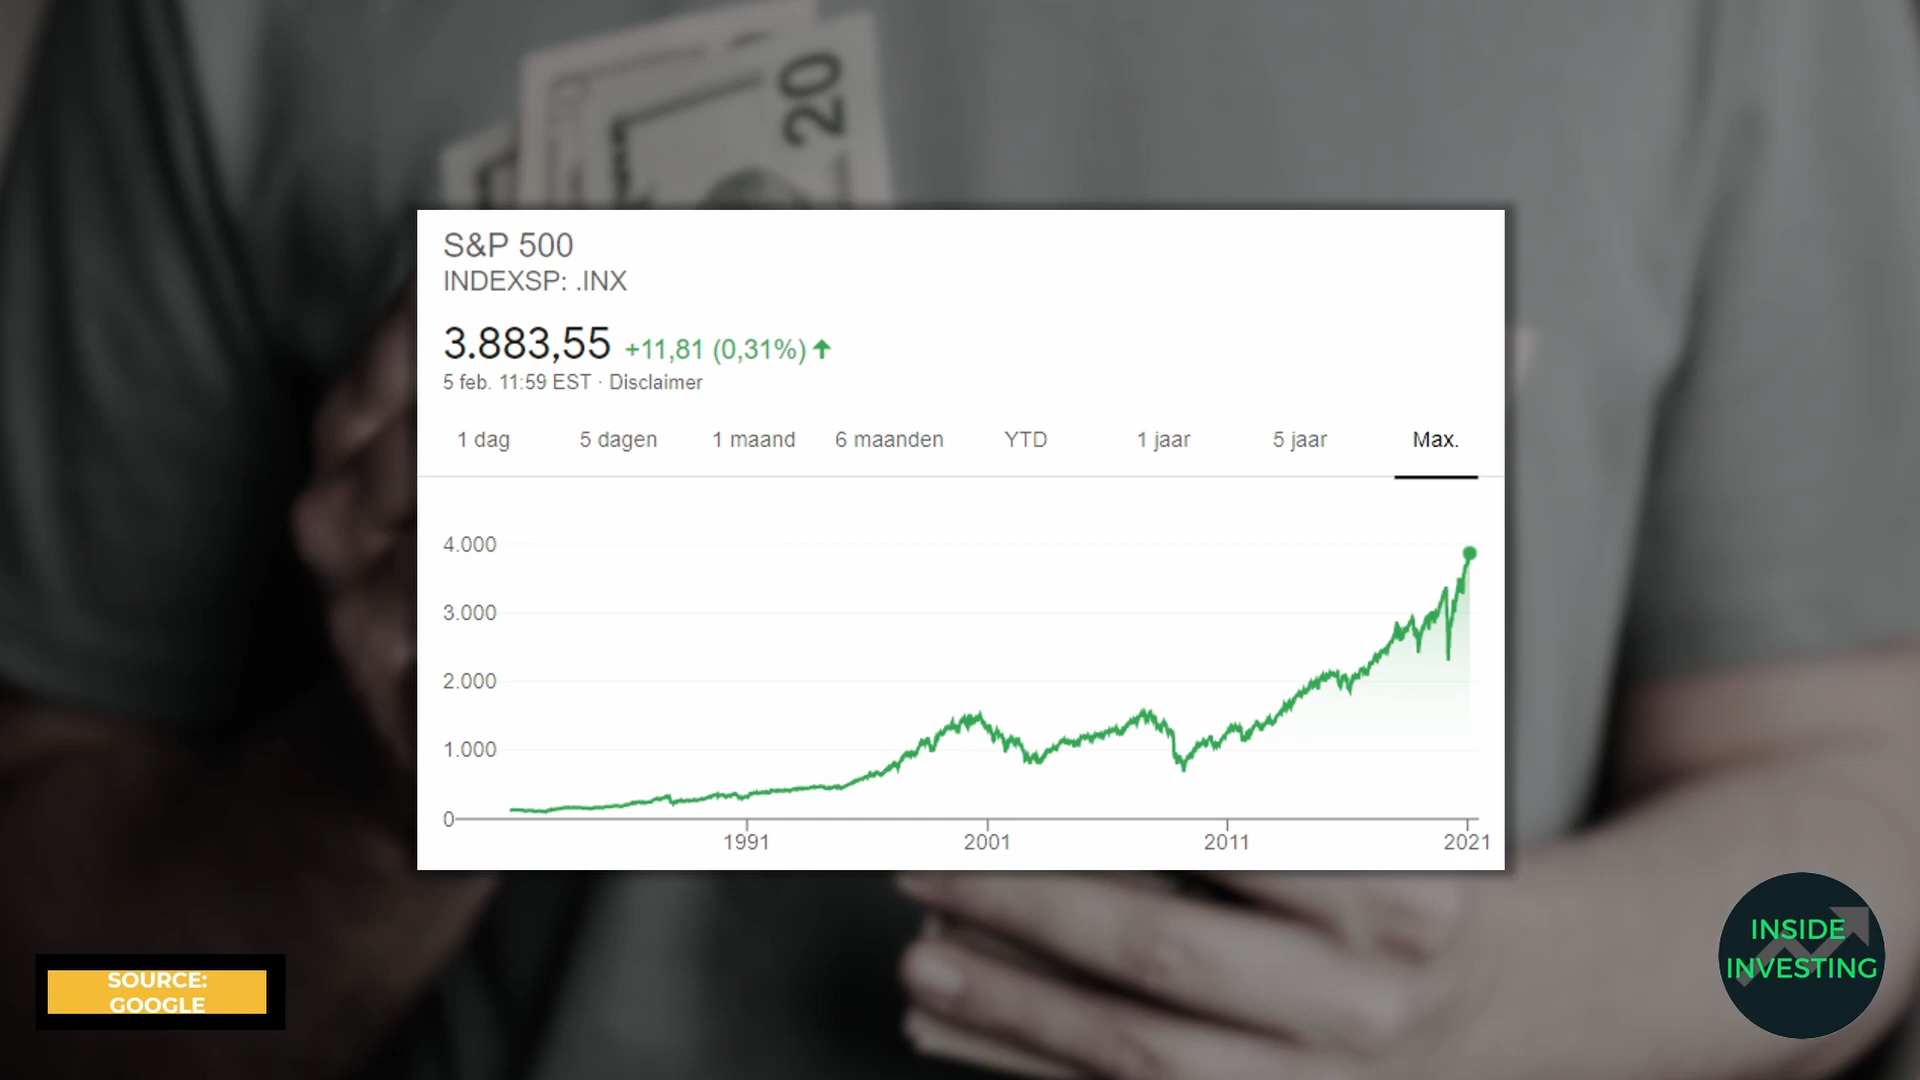 20
S&P 500
INDEXSP: .INX
3.883,55 +11,81 (0,31%)
5 feb. 11:59 EST · Disclaimer
1 dag 5 dagen 1 maand 6 maanden YTD 1 jaar 5 jaar Max.
4.000
3.000
2.000
1.000
0
1991 2001 2011 2021
SOURCE:
GOOGLE
INSIDE
INVESTING